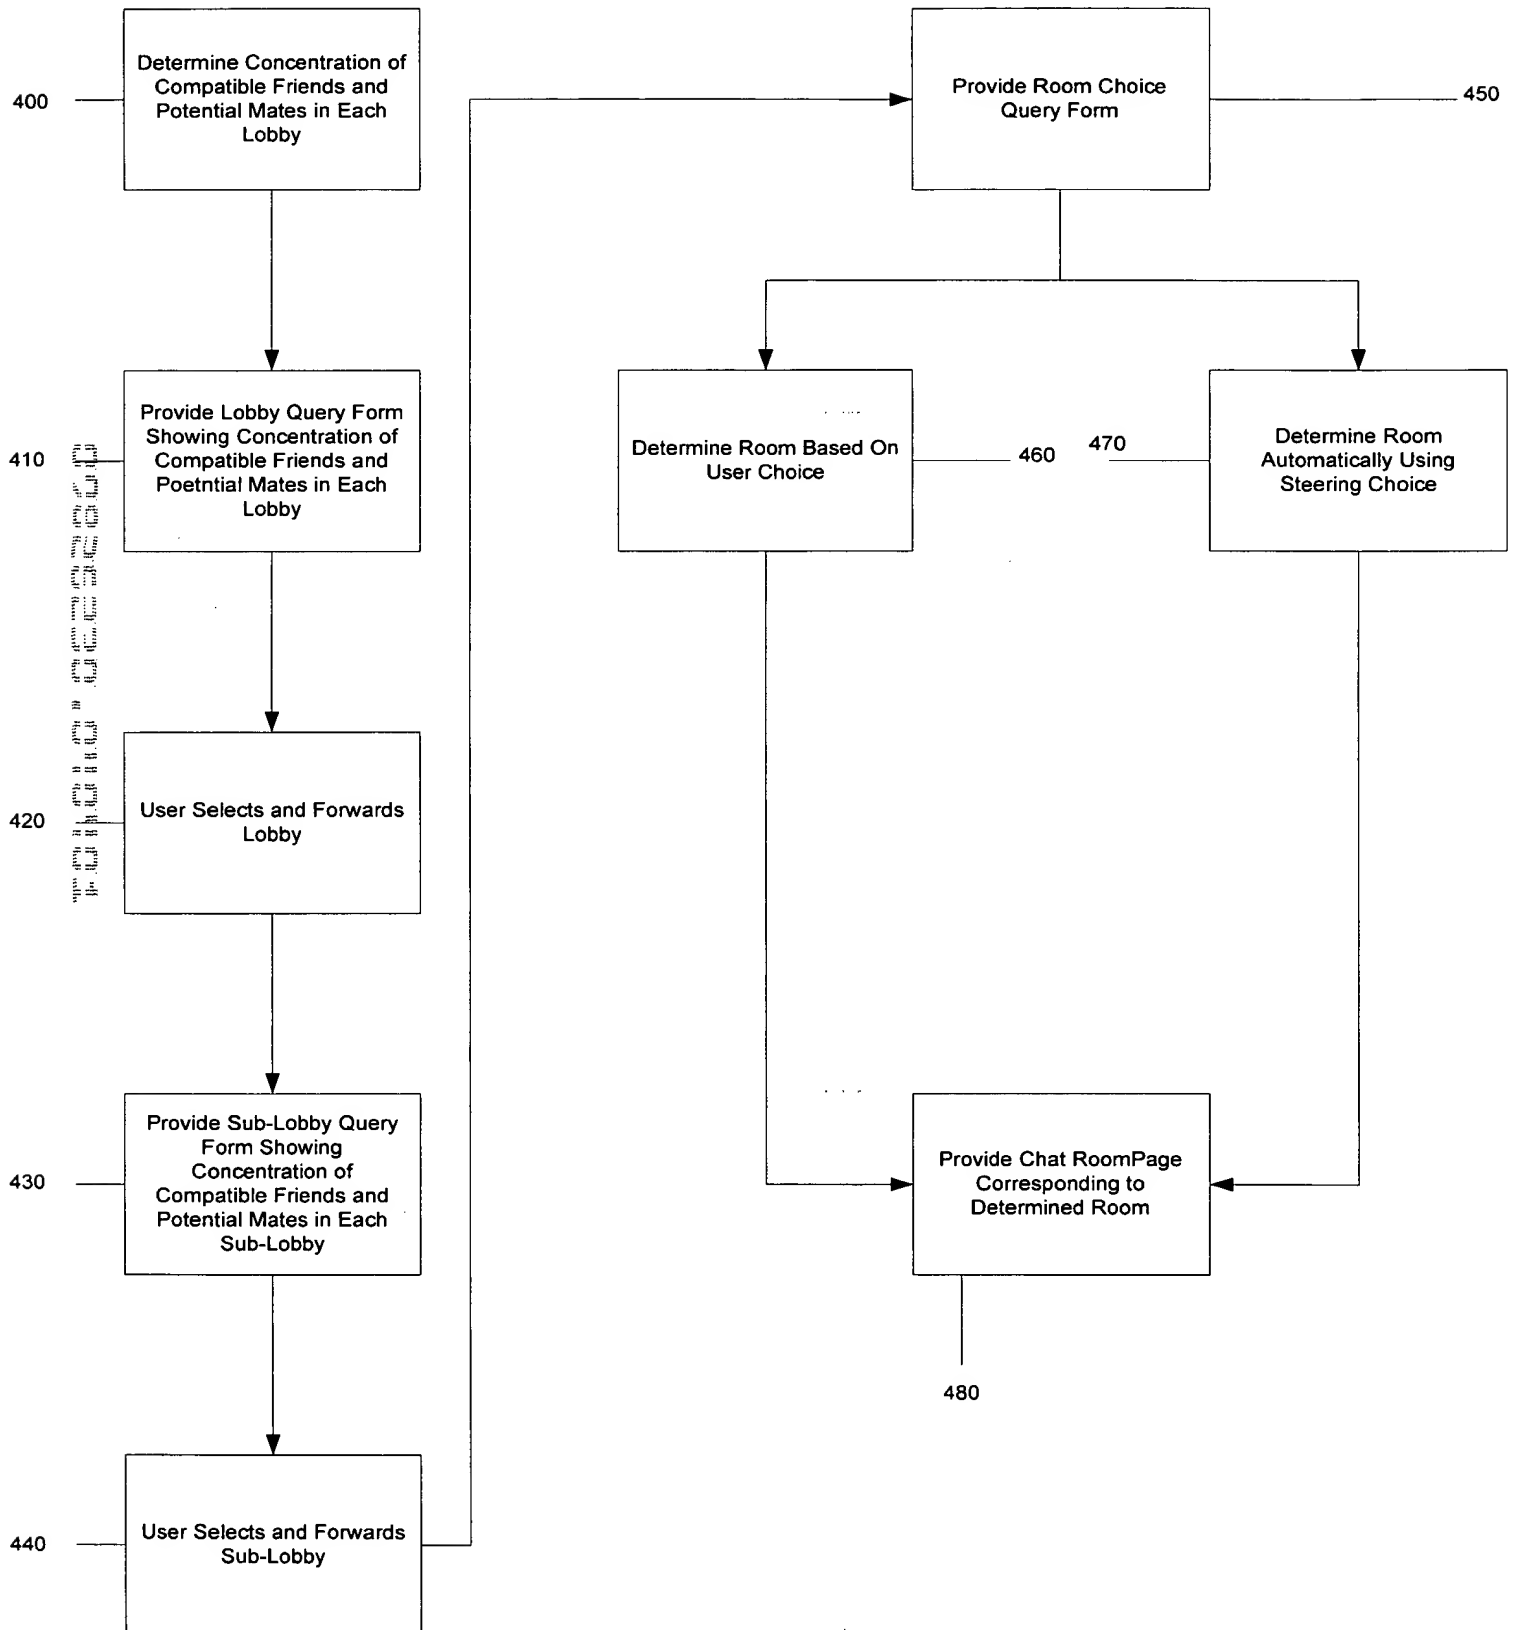 400
Determine Concentration of
Compatible Friends and
Potential Mates in Each
Lobby
410
Provide Lobby Query Form
Showing Concentration of
Compatible Friends and
Poetntial Mates in Each
Lobby
420
User Selects and Forwards
Lobby
430
Provide Sub-Lobby Query
Form Showing
Concentration of
Compatible Friends and
Potential Mates in Each
Sub-Lobby
440
User Selects and Forwards
Sub-Lobby
Provide Room Choice
Query Form
450
Determine Room Based On
User Choice
460
470
Determine Room
Automatically Using
Steering Choice
Provide Chat RoomPage
Corresponding to
Determined Room
480